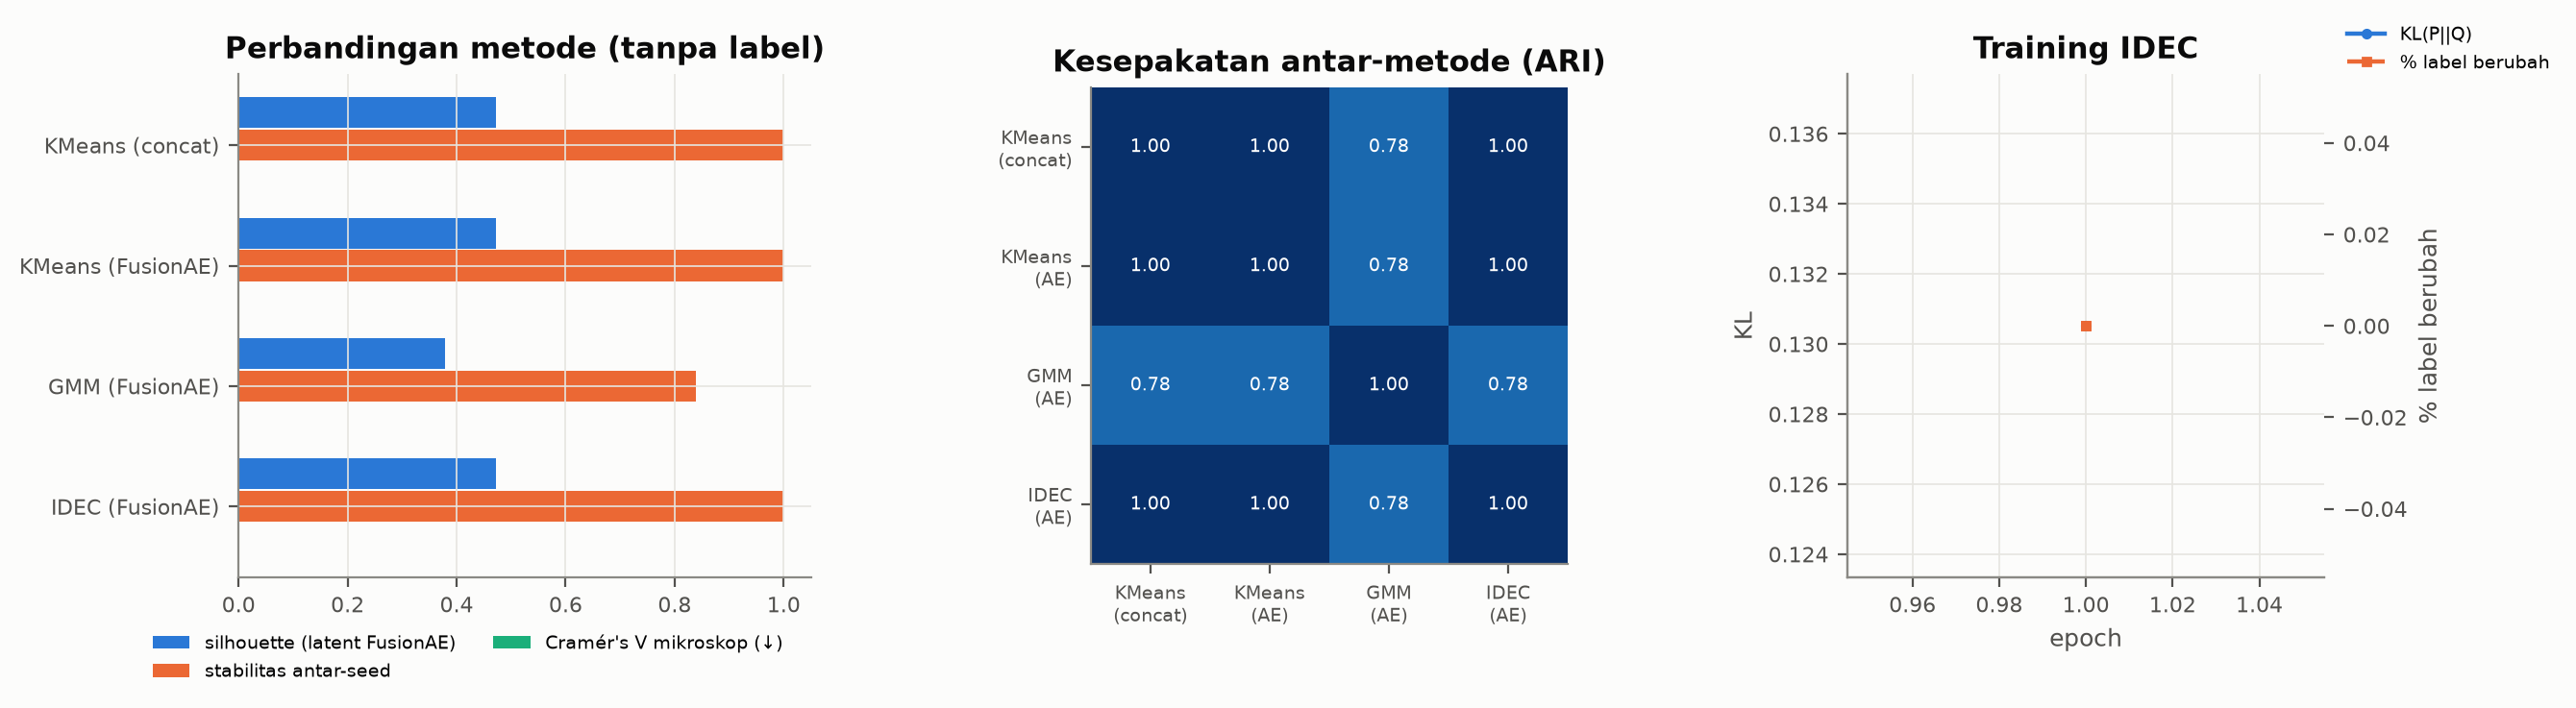 Perbandingan metode (tanpa label)
KMeans (concat)
KMeans (FusionAE)
GMM (FusionAE)
IDEC (FusionAE)
0.0 0.2 0.4 0.6 0.8 1.0
silhouette (latent FusionAE)
stabilitas antar-seed
Cramér's V mikroskop (↓)
Kesepakatan antar-metode (ARI)
KMeans
(concat)
1.00 1.00 0.78 1.00
KMeans
(AE)
1.00 1.00 0.78 1.00
GMM
(AE)
0.78 0.78 1.00 0.78
IDEC
(AE)
1.00 1.00 0.78 1.00
KMeans
(concat)
KMeans
(AE)
GMM
(AE)
IDEC
(AE)
Training IDEC
KL(P||Q)
% label berubah
KL
0.136
0.134
0.132
0.130
0.128
0.126
0.124
0.96 0.98 1.00 1.02 1.04
epoch
0.04
0.02
0.00
−0.02
−0.04
% label berubah